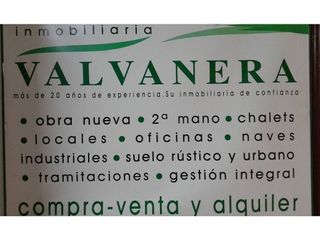 inmobiliaria
VALVANERA
más de 20 años de experiencia.Su inmobiliaria de confianza
• obra nueva • 2ª mano • chalets
• locales • oficinas • naves
industriales • suelo rústico y urbano
• tramitaciones • gestión integral
compra-venta y alquiler